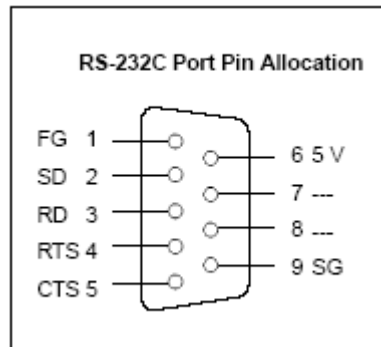 RS-232C Port Pin Allocation
FG 1
SD 2
RD 3
RTS 4
CTS 5
6 5 V
7 ---
8 ---
9 SG